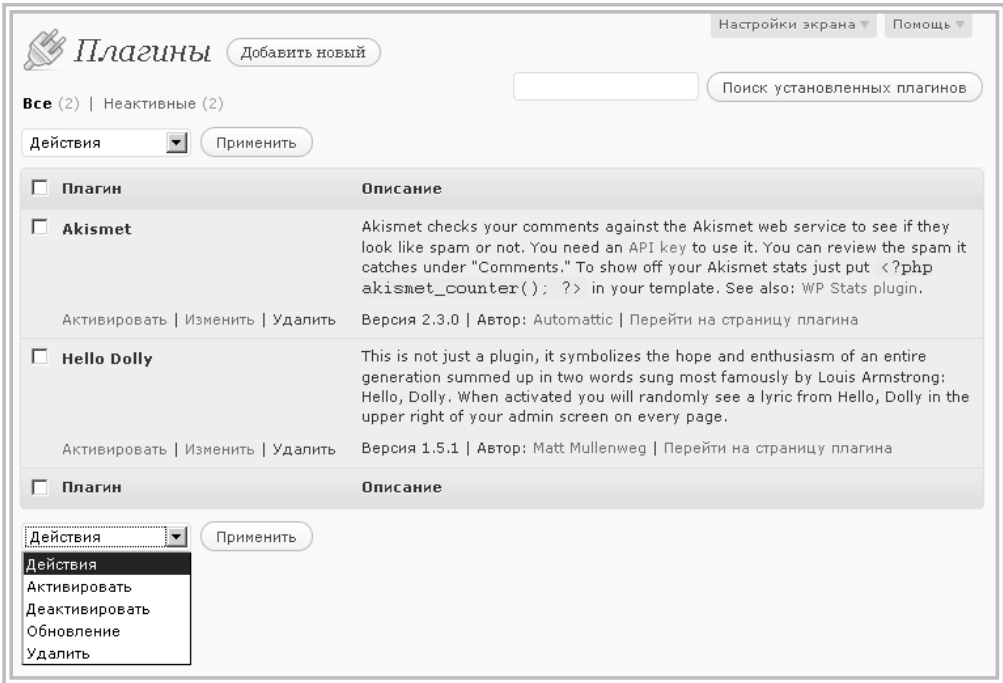 Настройки экрана Помощь
Плагины Добавить новый
Поиск установленных плагинов
Все (2) | Неактивные (2)
Действия Применить
Плагин Описание
Akismet Akismet checks your comments against the Akismet web service to see if they
look like spam or not. You need an API key to use it. You can review the spam it
catches under "Comments." To show off your Akismet stats just put <?php
akismet_counter(); ?> in your template. See also: WP Stats plugin.
Активировать | Изменить | Удалить Версия 2.3.0 | Автор: Automattic | Перейти на страницу плагина
Hello Dolly This is not just a plugin, it symbolizes the hope and enthusiasm of an entire
generation summed up in two words sung most famously by Louis Armstrong:
Hello, Dolly. When activated you will randomly see a lyric from Hello, Dolly in the
upper right of your admin screen on every page.
Активировать | Изменить | Удалить Версия 1.5.1 | Автор: Matt Mullenweg | Перейти на страницу плагина
Плагин Описание
Действия Применить
Действия
Активировать
Деактивировать
Обновление
Удалить